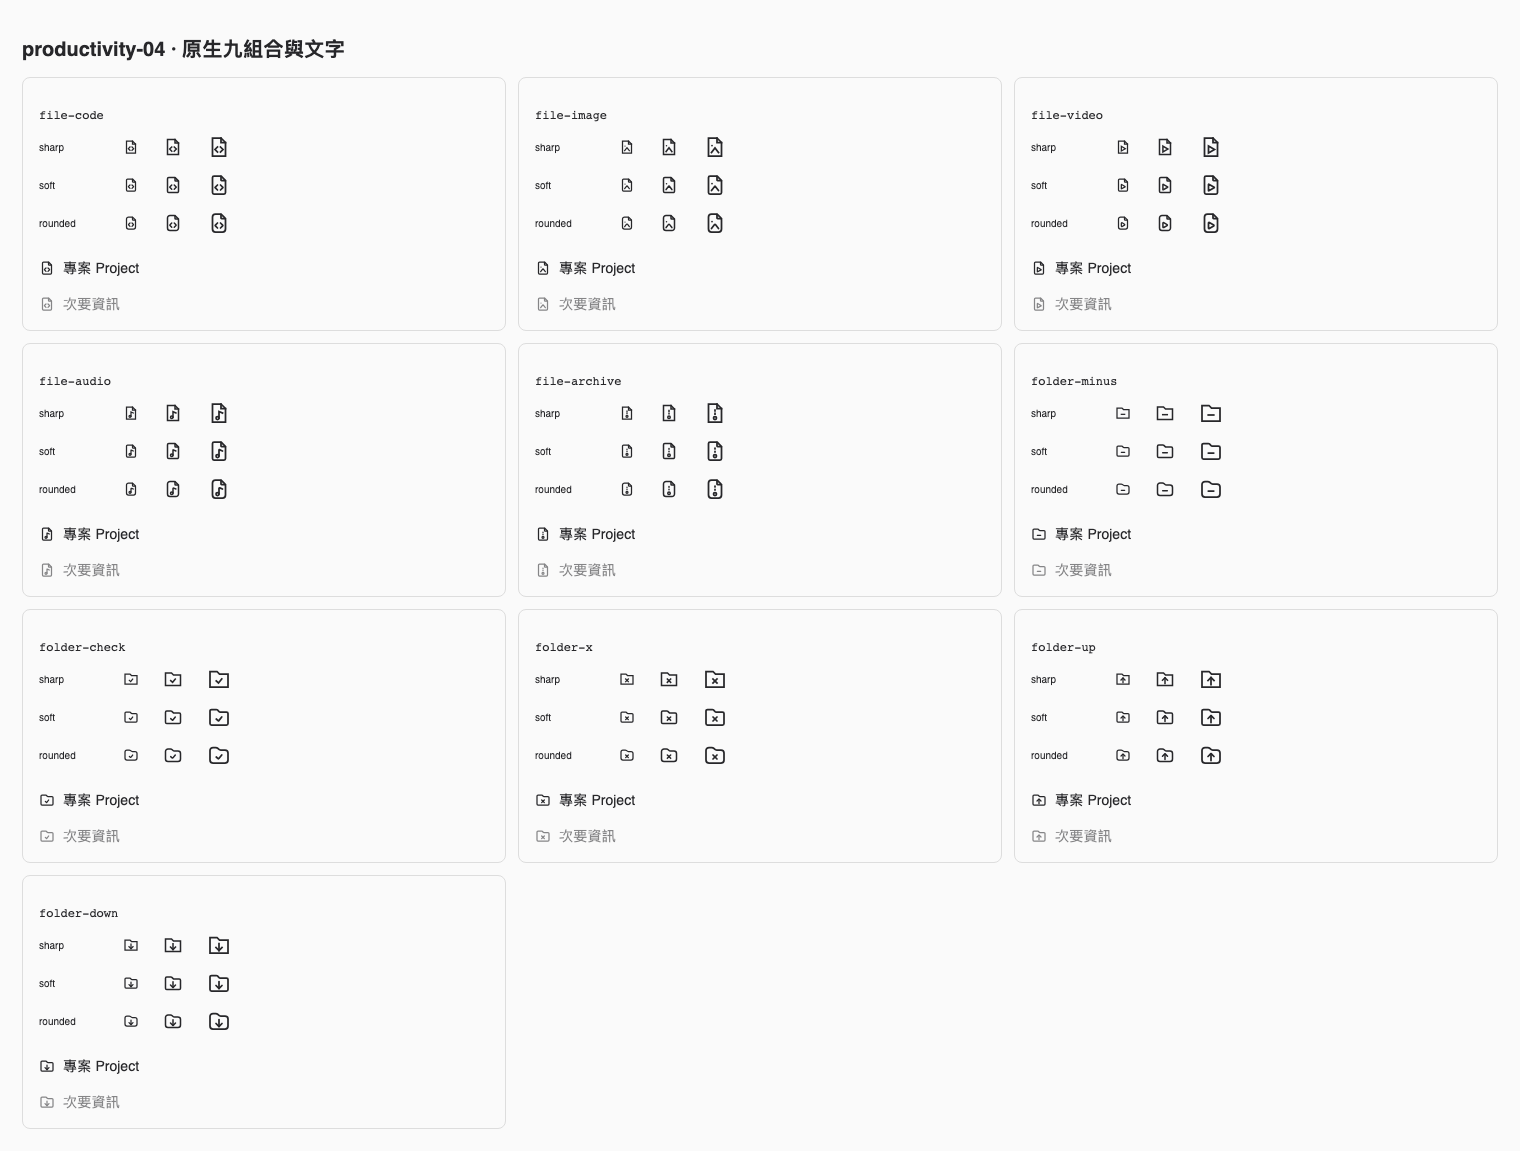 productivity-04 · 原生九組合與文字
file-code
sharp
soft
rounded
專案 Project
次要資訊
file-image
sharp
soft
rounded
專案 Project
次要資訊
file-video
sharp
soft
rounded
專案 Project
次要資訊
file-audio
sharp
soft
rounded
專案 Project
次要資訊
file-archive
sharp
soft
rounded
專案 Project
次要資訊
folder-minus
sharp
soft
rounded
專案 Project
次要資訊
folder-check
sharp
soft
rounded
專案 Project
次要資訊
folder-x
sharp
soft
rounded
專案 Project
次要資訊
folder-up
sharp
soft
rounded
專案 Project
次要資訊
folder-down
sharp
soft
rounded
專案 Project
次要資訊